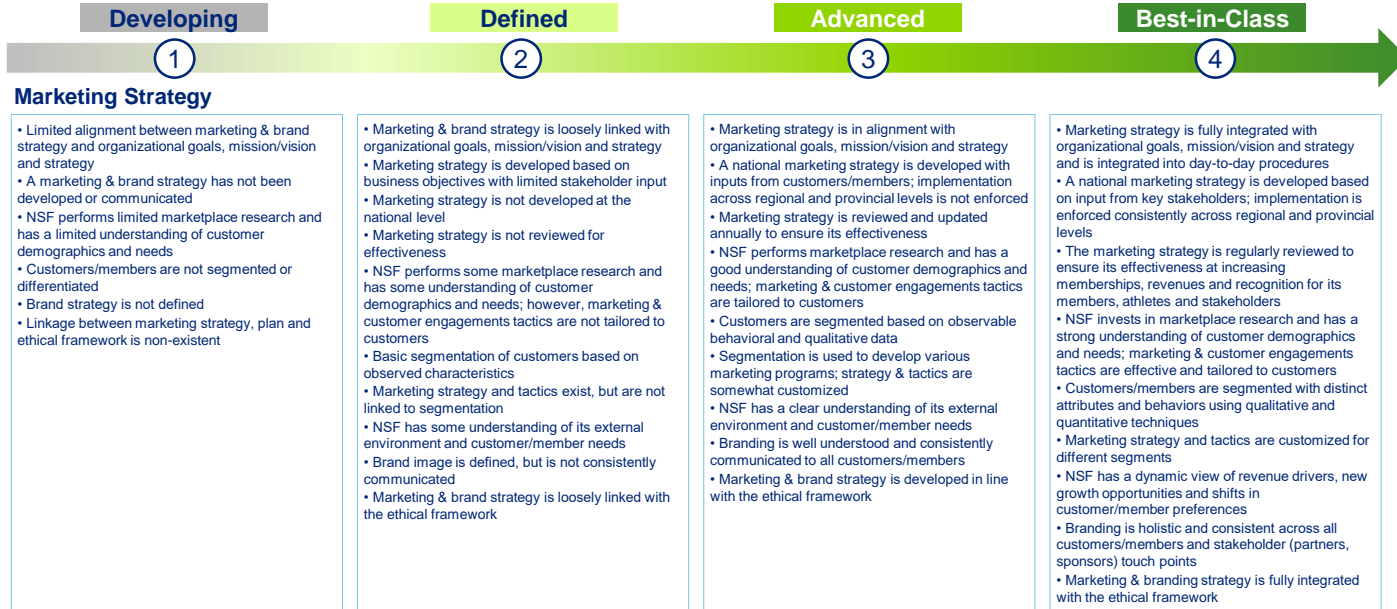 Developing
Defined
Advanced
Best-in-Class
1
2
3
4
Marketing Strategy
• Limited alignment between marketing & brand
strategy and organizational goals, mission/vision
and strategy
• A marketing & brand strategy has not been
developed or communicated
• NSF performs limited marketplace research and
has a limited understanding of customer
demographics and needs
• Customers/members are not segmented or
differentiated
• Brand strategy is not defined
• Linkage between marketing strategy, plan and
ethical framework is non-existent
• Marketing & brand strategy is loosely linked with
organizational goals, mission/vision and strategy
• Marketing strategy is developed based on
business objectives with limited stakeholder input
• Marketing strategy is not developed at the
national level
• Marketing strategy is not reviewed for
effectiveness
• NSF performs some marketplace research and
has some understanding of customer
demographics and needs; however, marketing &
customer engagements tactics are not tailored to
customers
• Basic segmentation of customers based on
observed characteristics
• Marketing strategy and tactics exist, but are not
linked to segmentation
• NSF has some understanding of its external
environment and customer/member needs
• Brand image is defined, but is not consistently
communicated
• Marketing & brand strategy is loosely linked with
the ethical framework
• Marketing strategy is in alignment with
organizational goals, mission/vision and strategy
• A national marketing strategy is developed with
inputs from customers/members; implementation
across regional and provincial levels is not enforced
• Marketing strategy is reviewed and updated
annually to ensure its effectiveness
• NSF performs marketplace research and has a
good understanding of customer demographics and
needs; marketing & customer engagements tactics
are tailored to customers
• Customers are segmented based on observable
behavioral and qualitative data
• Segmentation is used to develop various
marketing programs; strategy & tactics are
somewhat customized
• NSF has a clear understanding of its external
environment and customer/member needs
• Branding is well understood and consistently
communicated to all customers/members
• Marketing & brand strategy is developed in line
with the ethical framework
• Marketing strategy is fully integrated with
organizational goals, mission/vision and strategy
and is integrated into day-to-day procedures
• A national marketing strategy is developed based
on input from key stakeholders; implementation is
enforced consistently across regional and provincial
levels
• The marketing strategy is regularly reviewed to
ensure its effectiveness at increasing
memberships, revenues and recognition for its
members, athletes and stakeholders
• NSF invests in marketplace research and has a
strong understanding of customer demographics
and needs; marketing & customer engagements
tactics are effective and tailored to customers
• Customers/members are segmented with distinct
attributes and behaviors using qualitative and
quantitative techniques
• Marketing strategy and tactics are customized for
different segments
• NSF has a dynamic view of revenue drivers, new
growth opportunities and shifts in
customer/member preferences
• Branding is holistic and consistent across all
customers/members and stakeholder (partners,
sponsors) touch points
• Marketing & branding strategy is fully integrated
with the ethical framework